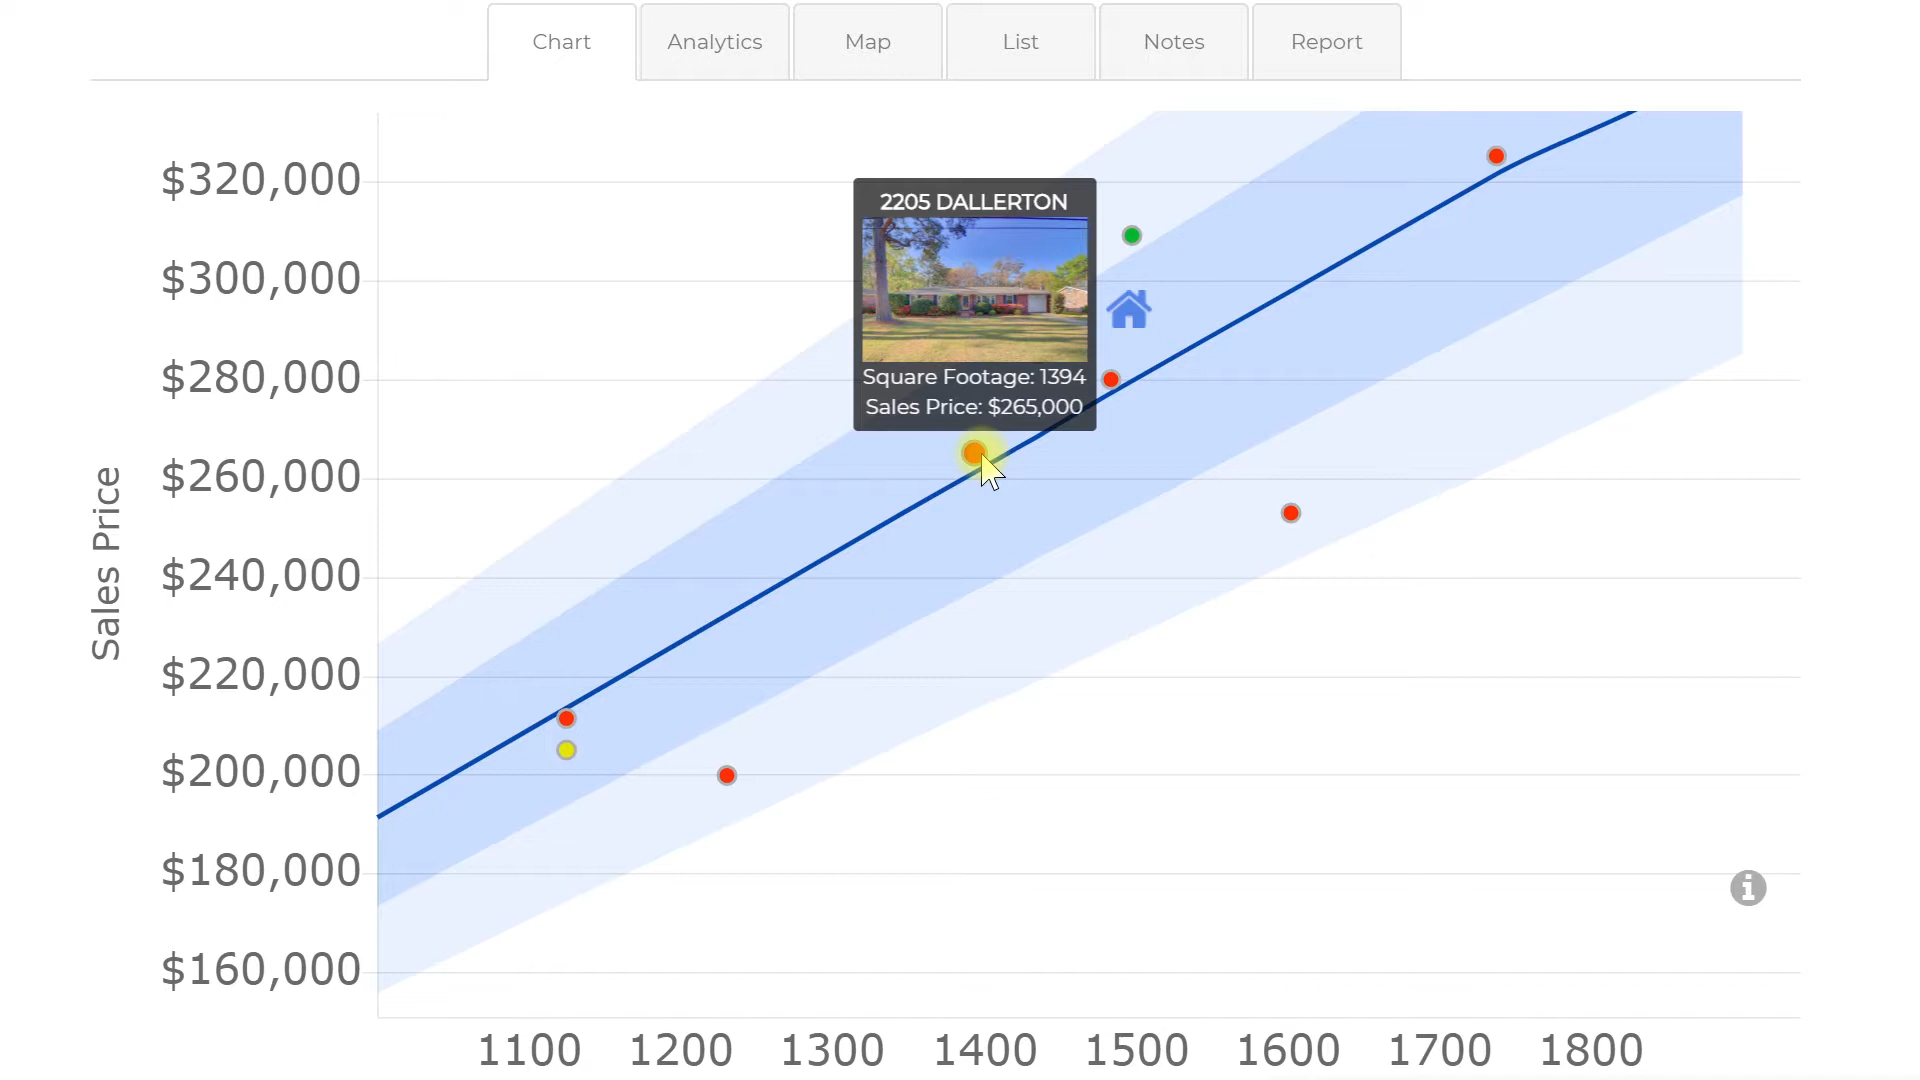 Chart
Analytics
Map
List
Notes
Report
$320,000
$300,000
$280,000
$260,000
$240,000
$220,000
$200,000
$180,000
$160,000
Sales Price
2205 DALLERTON
Square Footage: 1394
Sales Price: $265,000
1100
1200
1300
1400
1500
1600
1700
1800